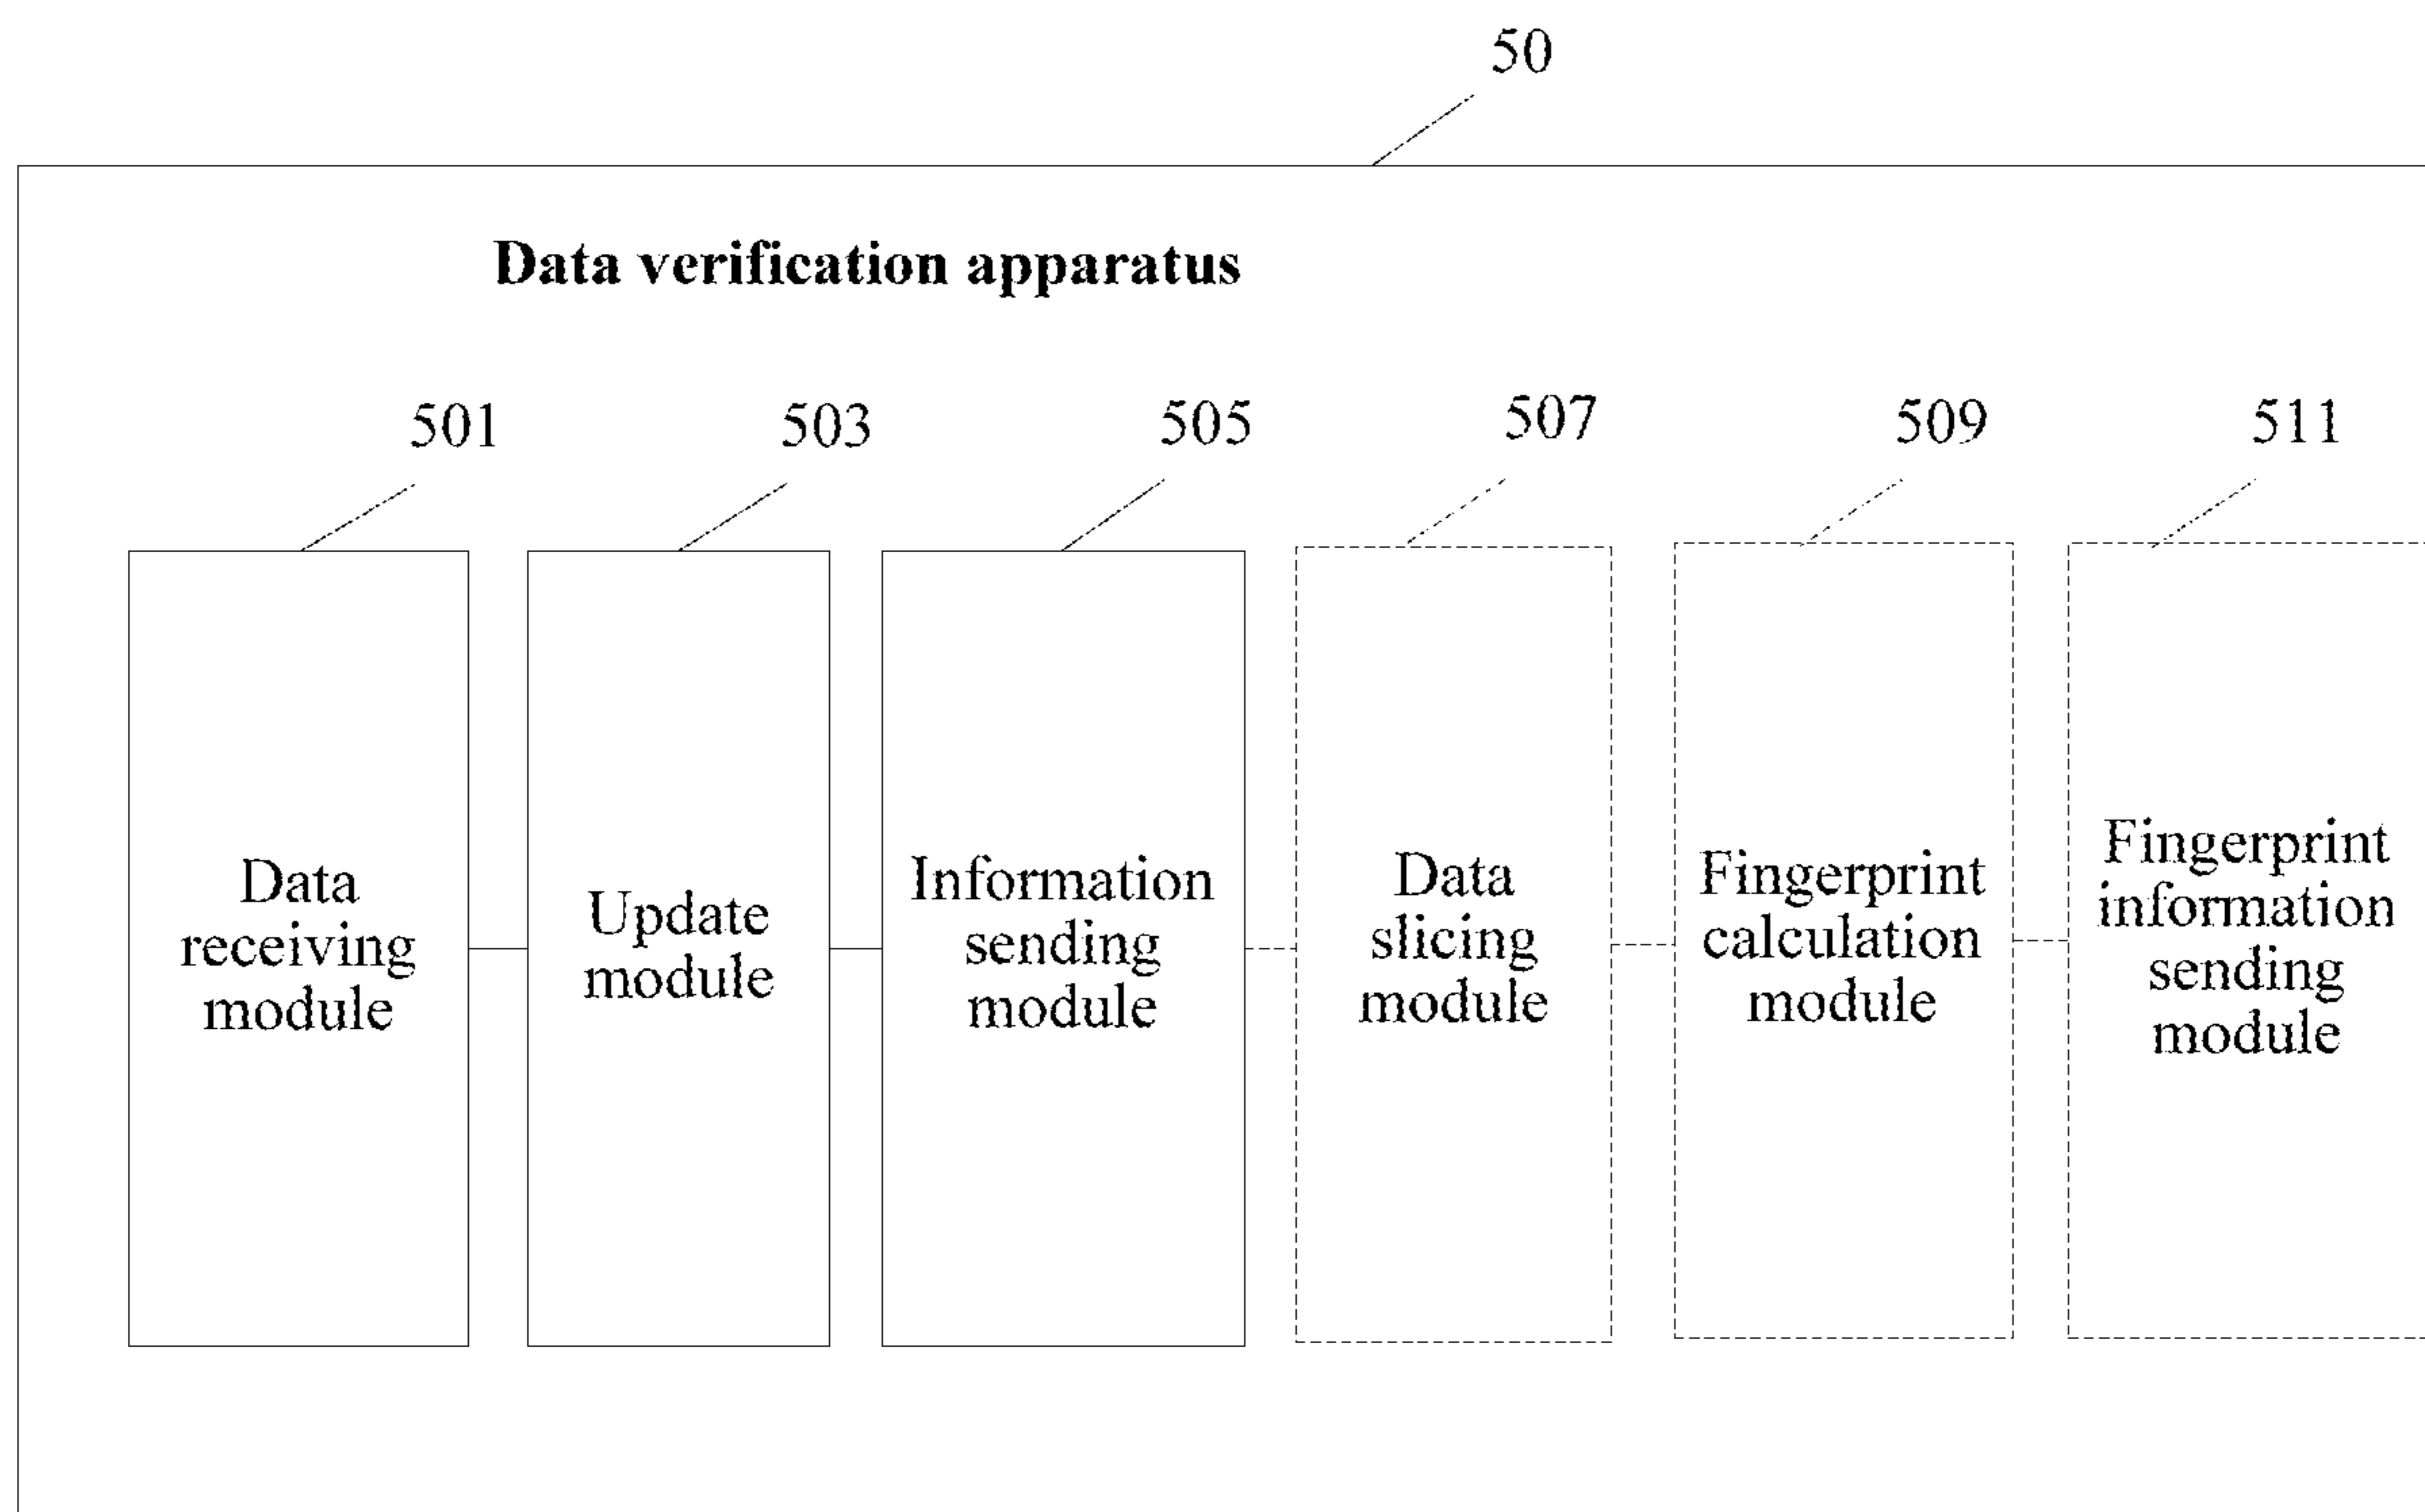 50
Data verification apparatus
501
503
505
507
509
511
Data
receiving
module
Update
module
Information
sending
module
Data
slicing
module
Fingerprint
calculation
module
Fingerprint
information
sending
module